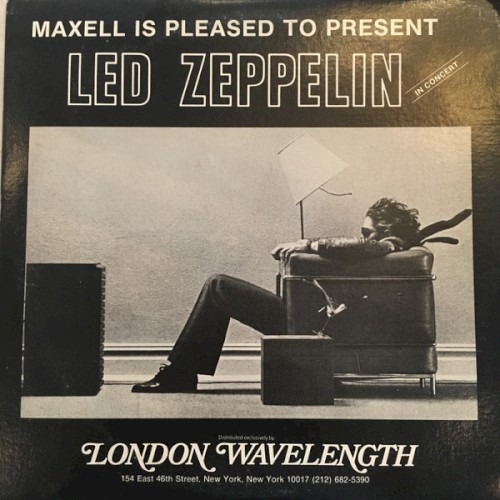 MAXELL IS PLEASED TO PRESENT
LED ZEPPELIN
IN CONCERT
Distributed exclusively by
LONDON WAVELENGTH
154 East 46th Street, New York, New York 10017 (212) 682-5390